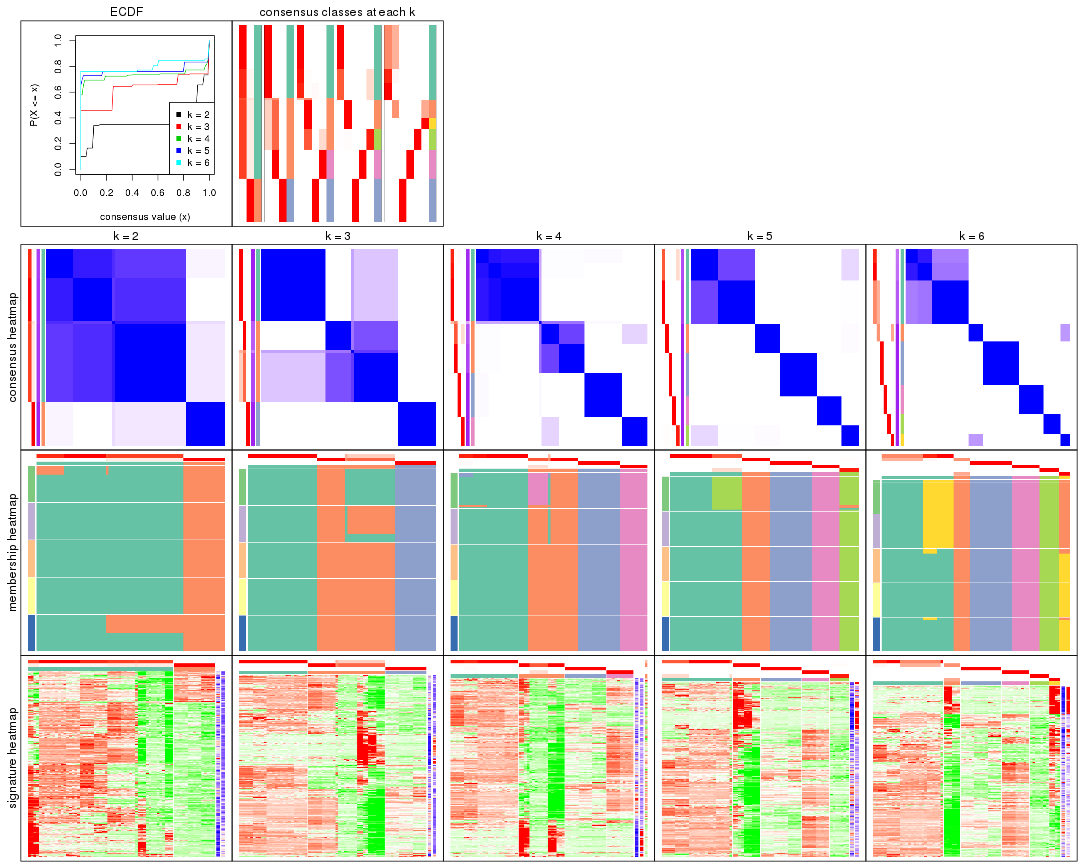 ECDF
consensus classes at each k
P(X <= x)
0.0 0.2 0.4 0.6 0.8 1.0
k = 2
k = 3
k = 4
k = 5
k = 6
0.0 0.2 0.4 0.6 0.8 1.0
consensus value (x)
k = 2
k = 3
k = 4
k = 5
k = 6
consensus heatmap
membership heatmap
signature heatmap